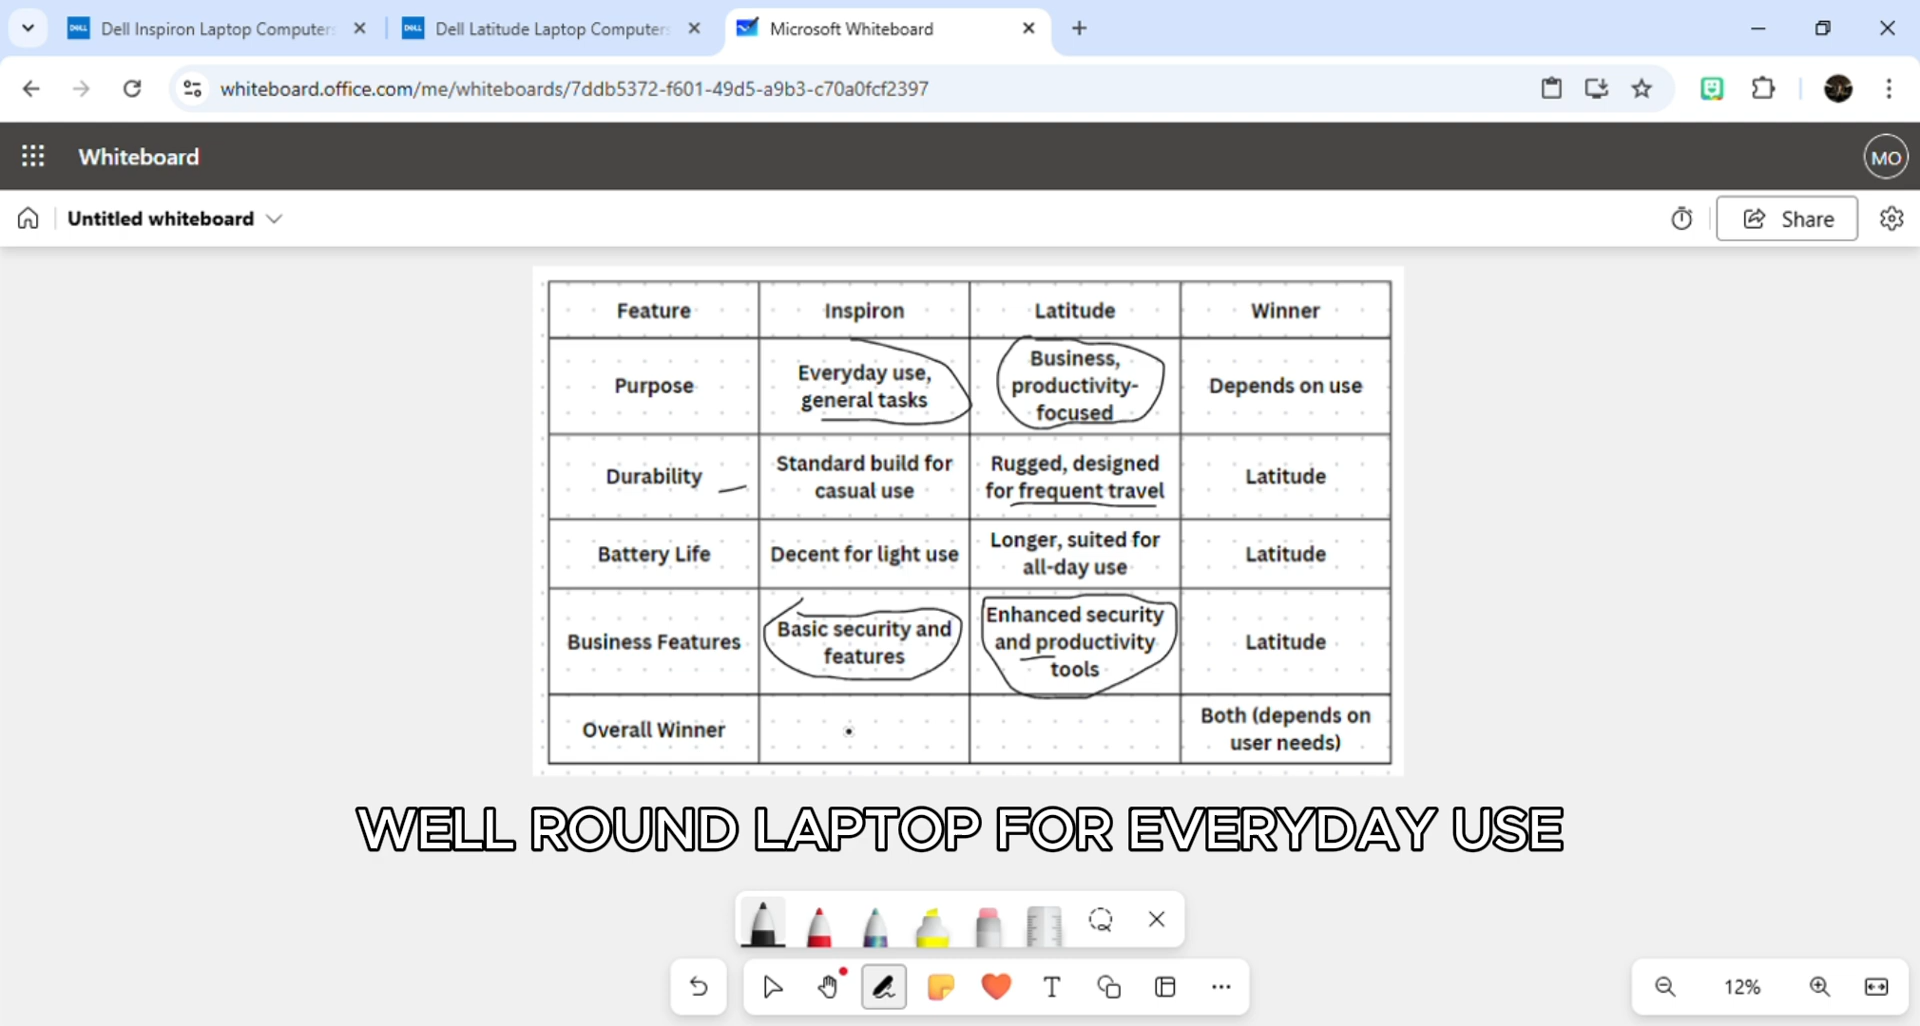 Dell Inspiron Laptop Computers
Dell Latitude Laptop Computers
Microsoft Whiteboard
whiteboard.office.com/me/whiteboards/7ddb5372-f601-49d5-a9b3-c70a0fcf2397
Whiteboard
MO
Untitled whiteboard
Share
Feature
Inspiron
Latitude
Winner
Purpose
Everyday use,
general tasks
Business,
productivity-
focused
Depends on use
Durability
Standard build for
casual use
Rugged, designed
for frequent travel
Latitude
Battery Life
Decent for light use
Longer, suited for
all-day use
Latitude
Business Features
Basic security and
features
Enhanced security
and productivity
tools
Latitude
Overall Winner
Both (depends on
user needs)
WELL ROUND LAPTOP FOR EVERYDAY USE
12%